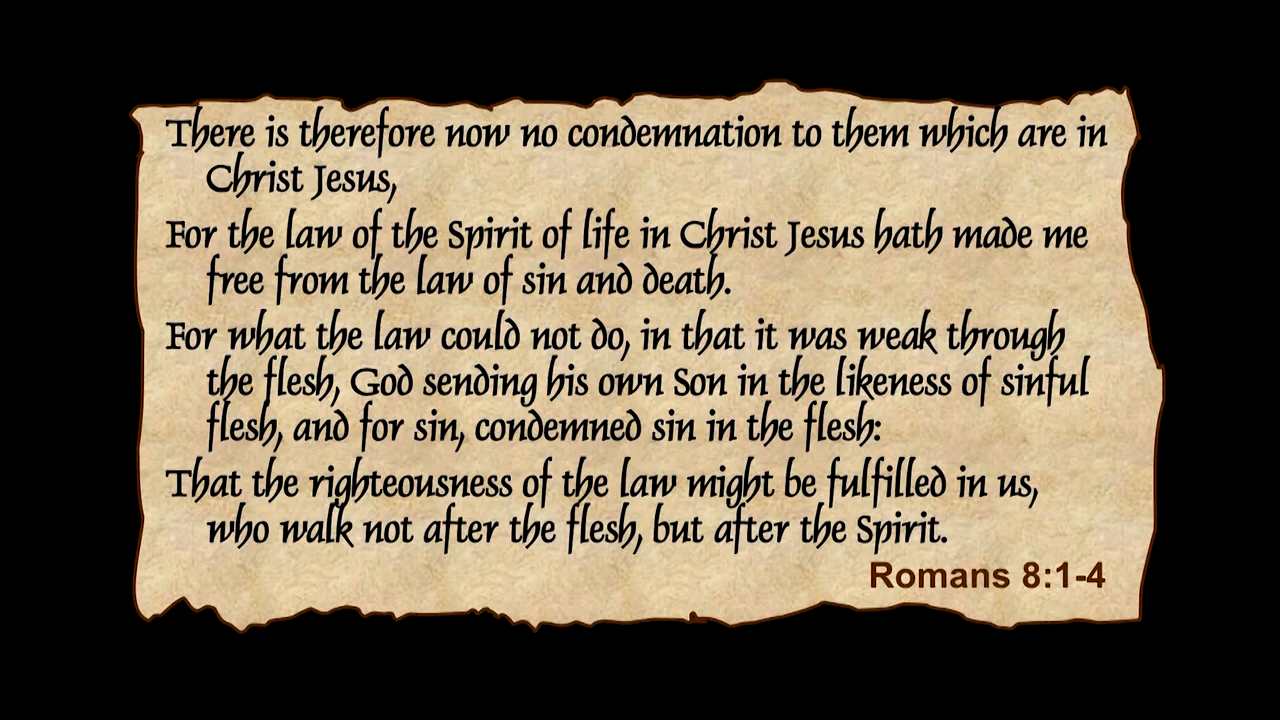 There is therefore now no condemnation to them which are in
Christ Jesus,
For the law of the Spirit of life in Christ Jesus hath made me
free from the law of sin and death.
For what the law could not do, in that it was weak through
the flesh, God sending his own Son in the likeness of sinful
flesh, and for sin, condemned sin in the flesh:
That the righteousness of the law might be fulfilled in us,
who walk not after the flesh, but after the Spirit.
Romans 8:1-4